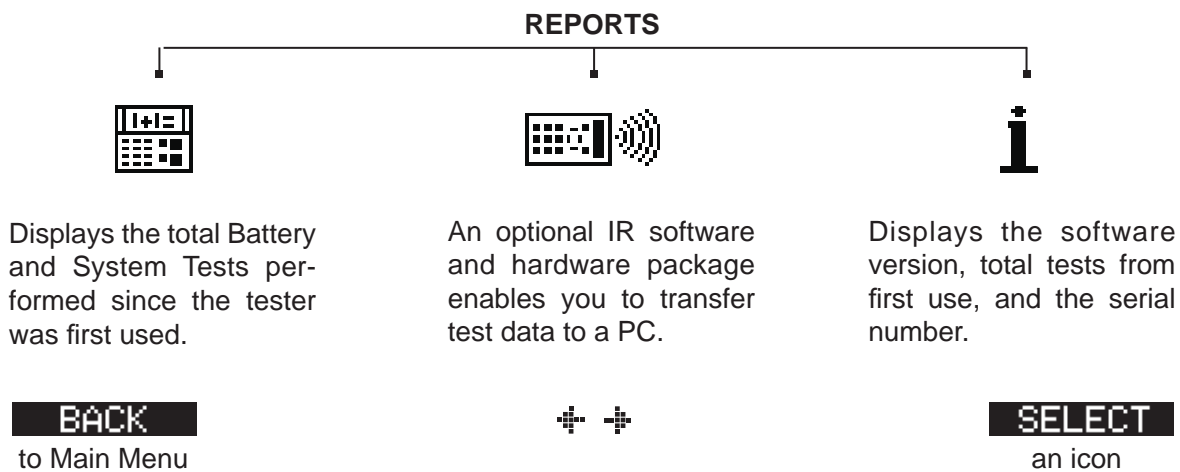 REPORTS
1+1=
Displays the total Battery
and System Tests per-
formed since the tester
was first used.
An optional IR software
and hardware package
enables you to transfer
test data to a PC.
i
Displays the software
version, total tests from
first use, and the serial
number.
BACK
to Main Menu
SELECT
an icon